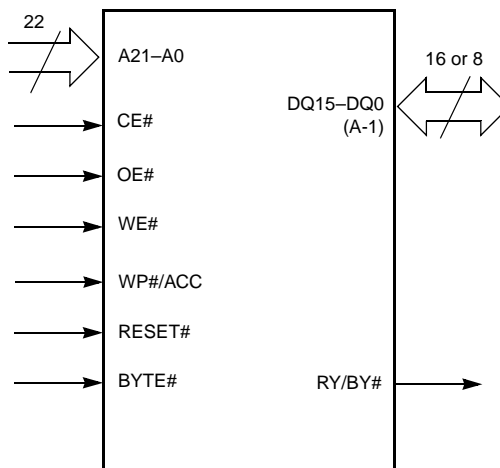 22
A21–A0
16 or 8
DQ15–DQ0
(A-1)
CE#
OE#
WE#
WP#/ACC
RESET#
BYTE#
RY/BY#